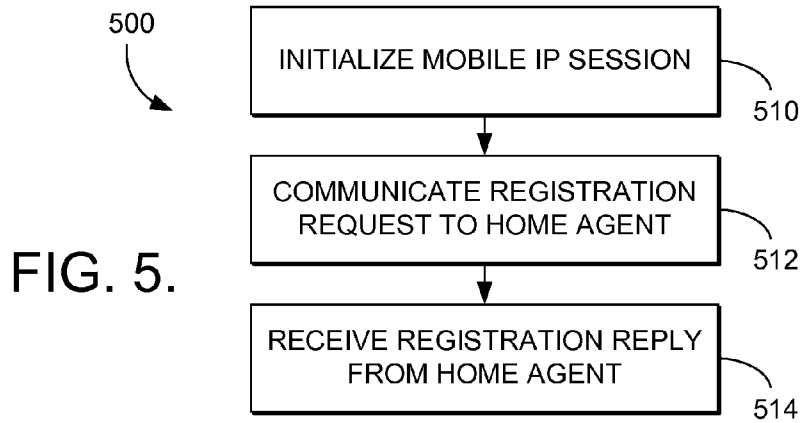 500
INITIALIZE MOBILE IP SESSION
510
COMMUNICATE REGISTRATION
REQUEST TO HOME AGENT
512
FIG. 5.
RECEIVE REGISTRATION REPLY
FROM HOME AGENT
514